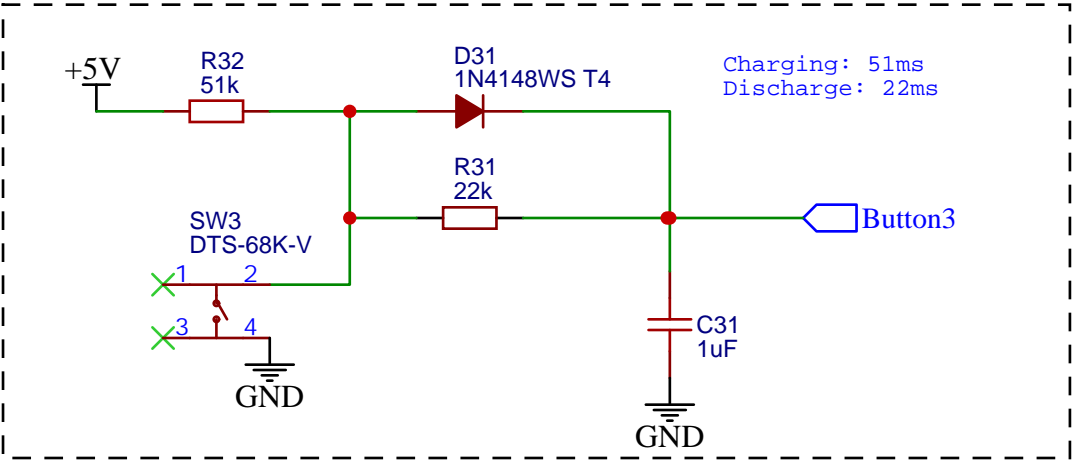 +5V
R32
51k
D31
1N4148WS T4
Charging: 51ms
Discharge: 22ms
R31
22k
SW3
DTS-68K-V
Button3
1 2
3 4
GND
C31
1uF
GND